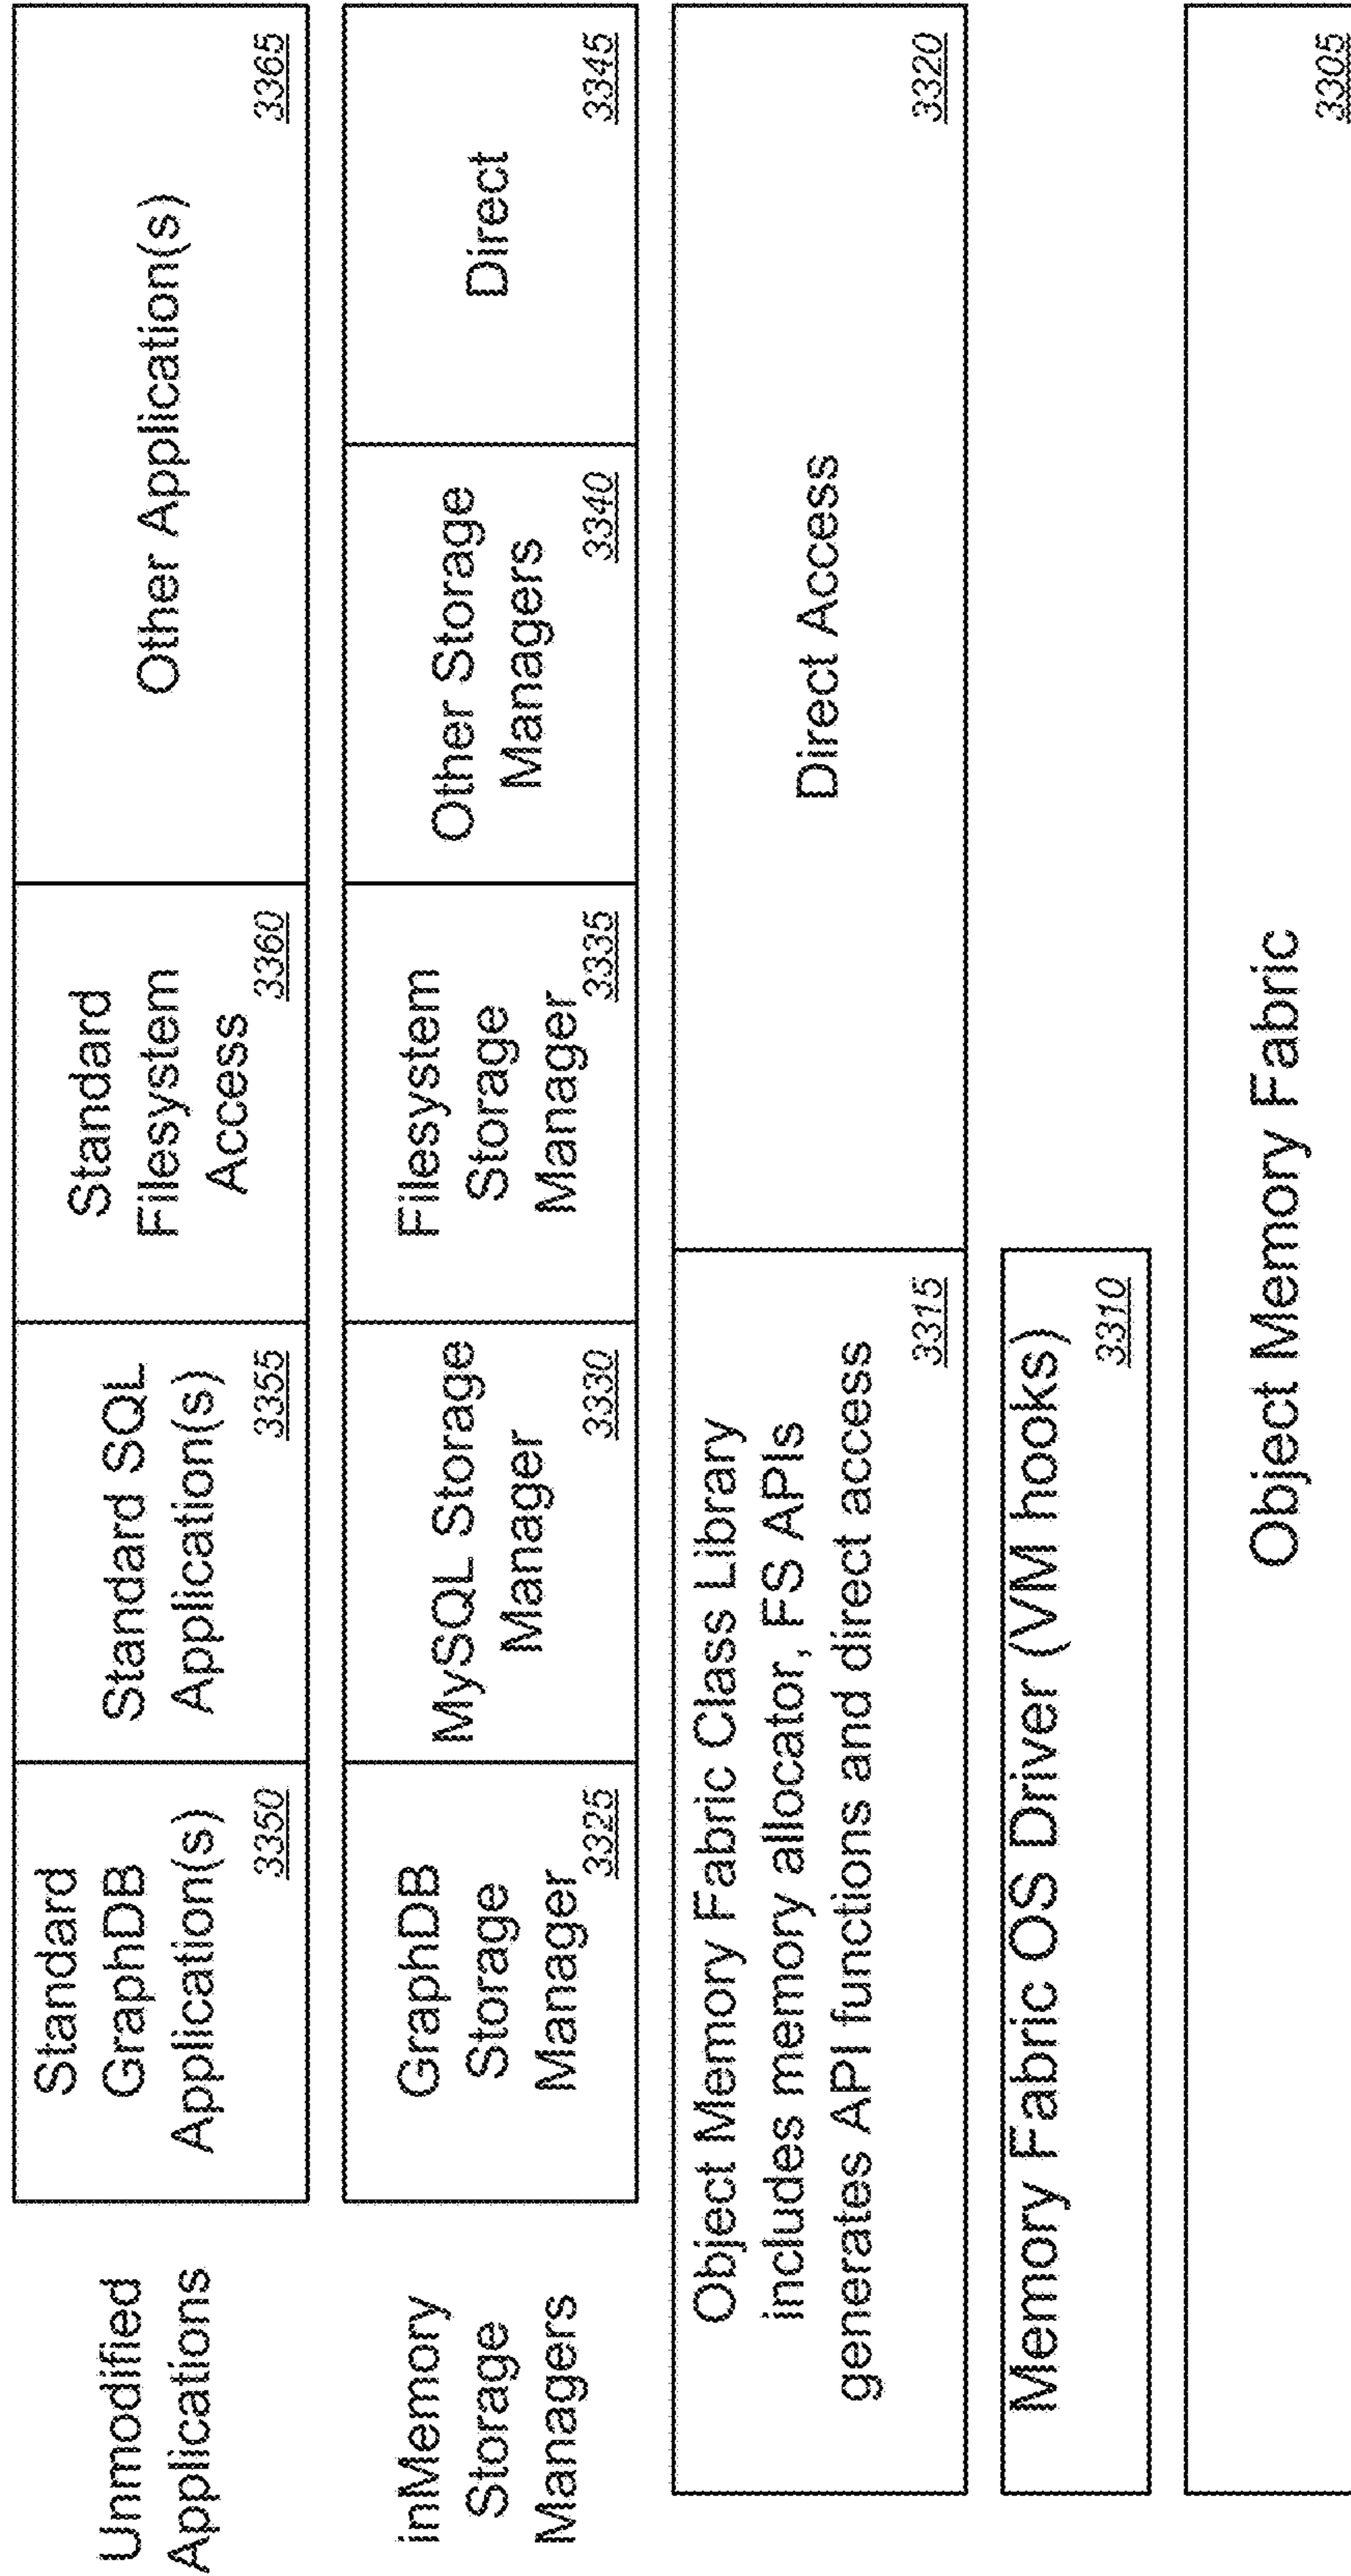 Unmodified
Applications
Standard
GraphDB
Application(s)
3350
Standard SQL
Application(s)
3355
Standard
Filesystem
Access
3360
Other Application(s)
3365
inMemory
Storage
Managers
GraphDB
Storage
Manager
3325
MySQL Storage
Manager
3330
Filesystem
Storage
Manager
3335
Other Storage
Managers
3340
Direct
3345
Object Memory Fabric Class Library
includes memory allocator, FS APIs
generates API functions and direct access
3315
Direct Access
3320
Memory Fabric OS Driver (VM hooks)
3310
Object Memory Fabric
3305